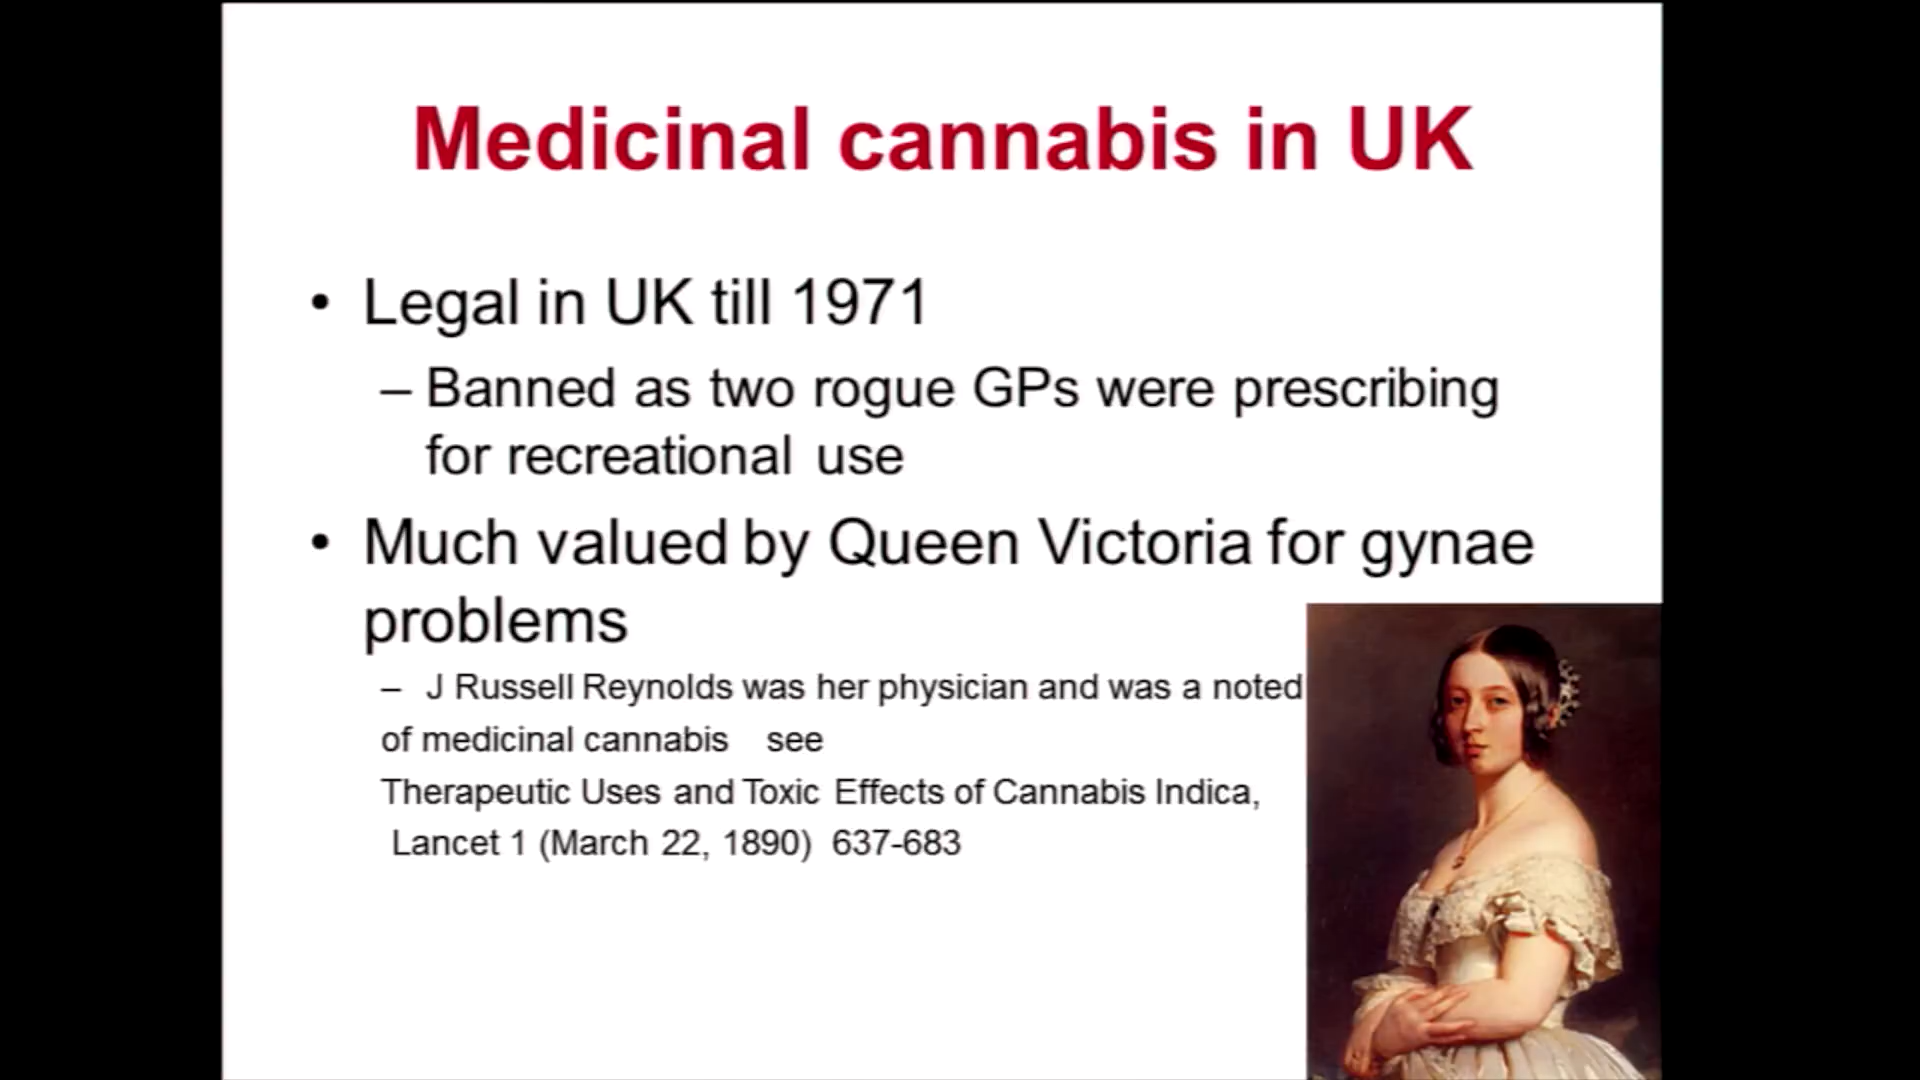 Medicinal cannabis in UK
• Legal in UK till 1971
– Banned as two rogue GPs were prescribing
for recreational use
• Much valued by Queen Victoria for gynae
problems
– J Russell Reynolds was her physician and was a noted
of medicinal cannabis see
Therapeutic Uses and Toxic Effects of Cannabis Indica,
Lancet 1 (March 22, 1890) 637-683